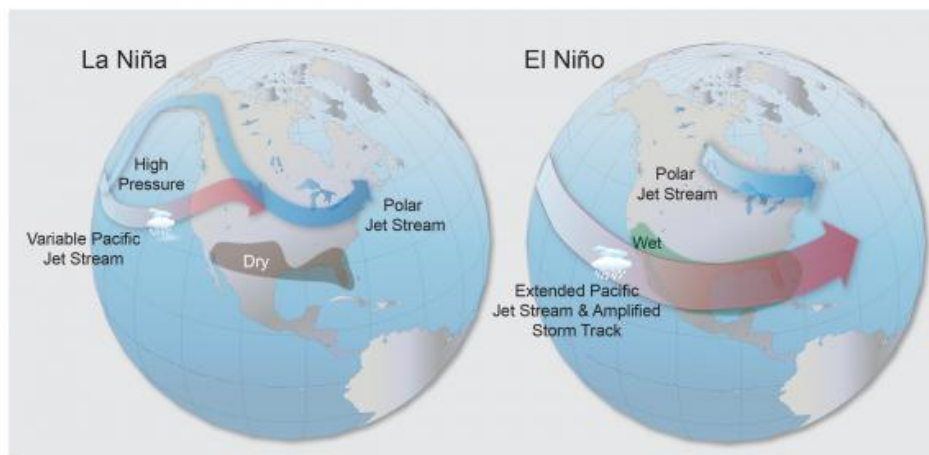 La Niña
High
Pressure
Variable Pacific
Jet Stream
Polar
Jet Stream
Dry
El Niño
Polar
Jet Stream
Wet
Extended Pacific
Jet Stream & Amplified
Storm Track